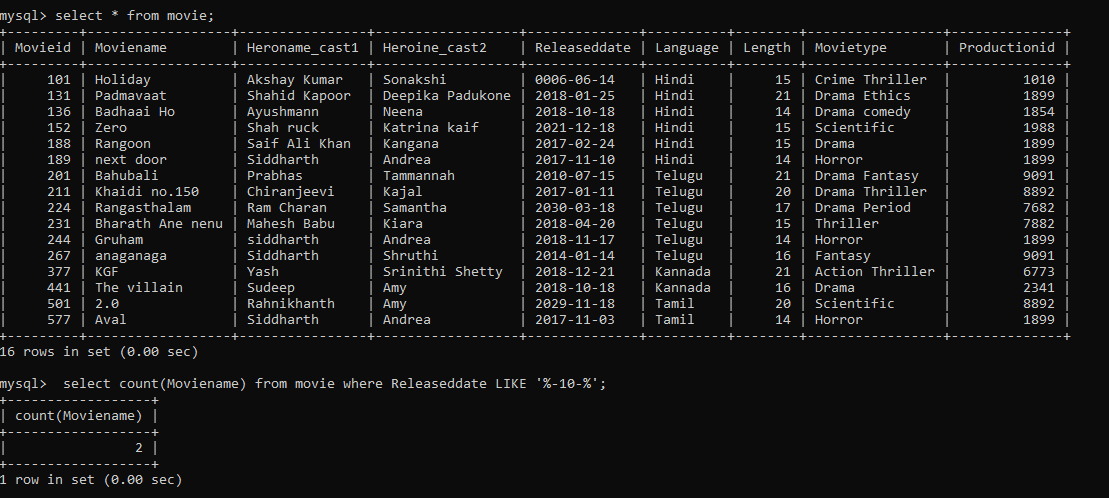 mysql> select * from movie;
+---------+------------------+----------------+------------------+--------------+----------+--------+-----------------+--------------+
| Movieid | Moviename        | Heroname_cast1 | Heroine_cast2    | Releaseddate | Language | Length | Movietype       | Productionid |
+---------+------------------+----------------+------------------+--------------+----------+--------+-----------------+--------------+
|     101 | Holiday          | Akshay Kumar   | Sonakshi         | 0006-06-14   | Hindi    |     15 | Crime Thriller  |         1010 |
|     131 | Padmavaat        | Shahid Kapoor  | Deepika Padukone | 2018-01-25   | Hindi    |     21 | Drama Ethics    |         1899 |
|     136 | Badhaai Ho       | Ayushmann      | Neena            | 2018-10-18   | Hindi    |     14 | Drama comedy    |         1854 |
|     152 | Zero             | Shah ruck      | Katrina kaif     | 2021-12-18   | Hindi    |     15 | Scientific      |         1988 |
|     188 | Rangoon          | Saif Ali Khan  | Kangana          | 2017-02-24   | Hindi    |     15 | Drama           |         1899 |
|     189 | next door        | Siddharth      | Andrea           | 2017-11-10   | Hindi    |     14 | Horror          |         1899 |
|     201 | Bahubali         | Prabhas        | Tammannah        | 2010-07-15   | Telugu   |     21 | Drama Fantasy   |         9091 |
|     211 | Khaidi no.150    | Chiranjeevi    | Kajal            | 2017-01-11   | Telugu   |     20 | Drama Thriller  |         8892 |
|     224 | Rangasthalam     | Ram Charan     | Samantha         | 2030-03-18   | Telugu   |     17 | Drama Period    |         7682 |
|     231 | Bharath Ane nenu | Mahesh Babu    | Kiara            | 2018-04-20   | Telugu   |     15 | Thriller        |         7882 |
|     244 | Gruham           | siddharth      | Andrea           | 2018-11-17   | Telugu   |     14 | Horror          |         1899 |
|     267 | anaganaga        | Siddharth      | Shruthi          | 2014-01-14   | Telugu   |     16 | Fantasy         |         9091 |
|     377 | KGF              | Yash           | Srinithi Shetty  | 2018-12-21   | Kannada  |     21 | Action Thriller |         6773 |
|     441 | The villain      | Sudeep         | Amy              | 2018-10-18   | Kannada  |     16 | Drama           |         2341 |
|     501 | 2.0              | Rahnikhanth    | Amy              | 2029-11-18   | Tamil    |     20 | Scientific      |         8892 |
|     577 | Aval             | Siddharth      | Andrea           | 2017-11-03   | Tamil    |     14 | Horror          |         1899 |
+---------+------------------+----------------+------------------+--------------+----------+--------+-----------------+--------------+
16 rows in set (0.00 sec)
mysql>  select count(Moviename) from movie where Releaseddate LIKE '%-10-%';
+------------------+
| count(Moviename) |
+------------------+
|                2 |
+------------------+
1 row in set (0.00 sec)